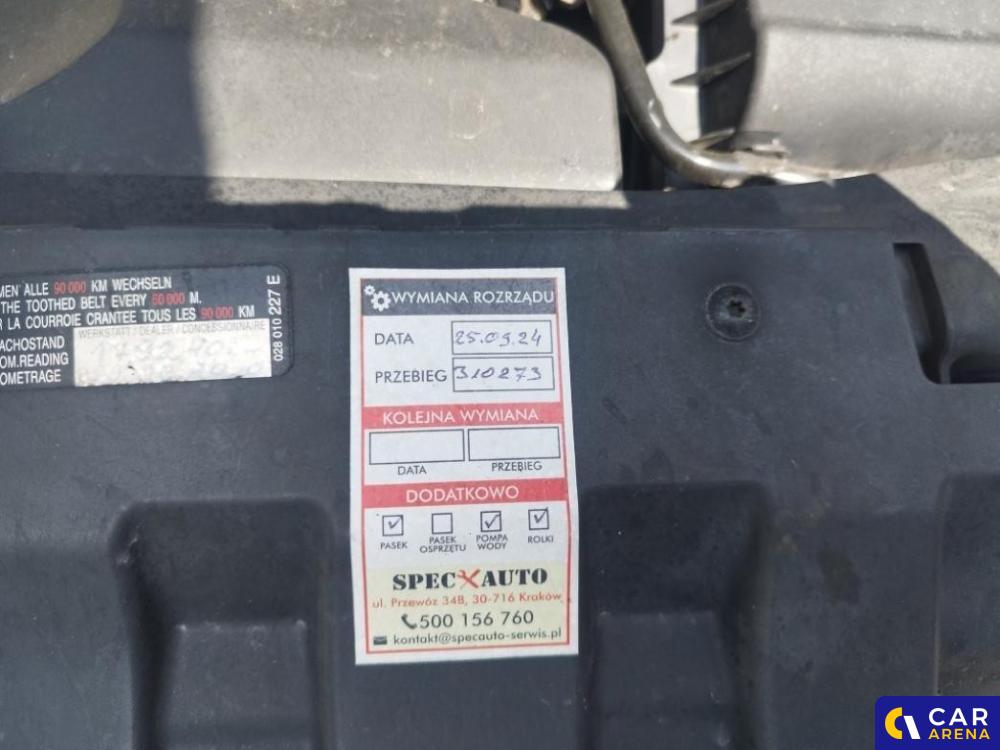 MEN ALLE 90 000 KM WECHSELN
THE TOOTHED BELT EVERY 60 000 M.
R LA COURROIE CRANTEE TOUS LES 90 000 KM
WERKSTATT / DEALER / CONCESSIONNAIRE
ACHOSTAND
OM.READING
OMETRAGE
028 010 227 E
WYMIANA ROZRZĄDU
DATA 25.09.24
PRZEBIEG 310273
KOLEJNA WYMIANA
DATA PRZEBIEG
DODATKOWO
PASEK PASEK OSPRZĘTU POMPA WODY ROLKI
SPEC AUTO
ul. Przewóz 34B, 30-716 Kraków
500 156 760
kontakt@specauto-serwis.pl
CAR
ARENA